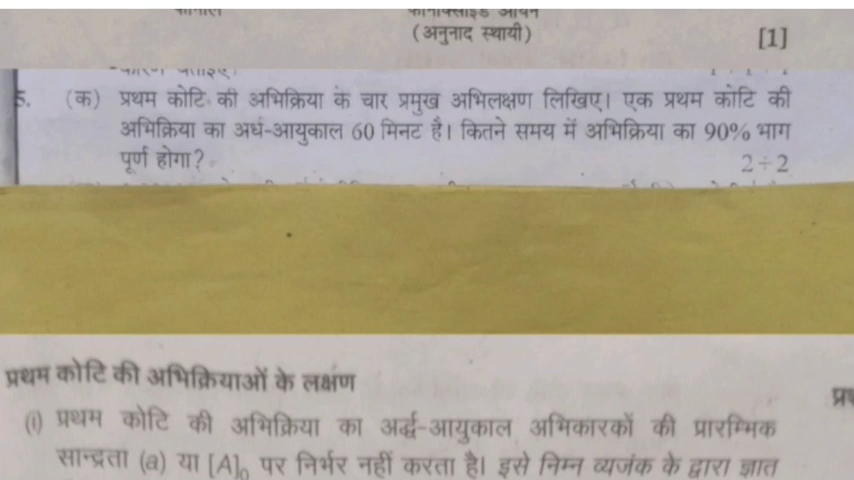 (अनुनाद स्थायी)
[1]
5. (क) प्रथम कोटि की अभिक्रिया के चार प्रमुख अभिलक्षण लिखिए। एक प्रथम कोटि की
अभिक्रिया का अर्ध-आयुकाल 60 मिनट है। कितने समय में अभिक्रिया का 90% भाग
पूर्ण होगा?
2+2
प्रथम कोटि की अभिक्रियाओं के लक्षण
(i) प्रथम कोटि की अभिक्रिया का अर्द्ध-आयुकाल अभिकारकों की प्रारम्भिक
सान्द्रता (a) या [A]₀ पर निर्भर नहीं करता है। इसे निम्न व्यजंक के द्वारा ज्ञात